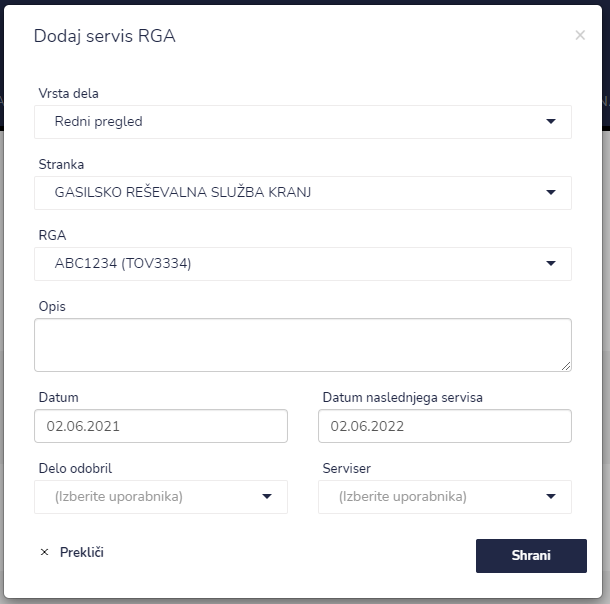 Dodaj servis RGA
×
Vrsta dela
Redni pregled
Stranka
GASILSKO REŠEVALNA SLUŽBA KRANJ
RGA
ABC1234 (TOV3334)
Opis
Datum
Datum naslednjega servisa
02.06.2021
02.06.2022
Delo odobril
Serviser
(Izberite uporabnika)
(Izberite uporabnika)
× Prekliči
Shrani